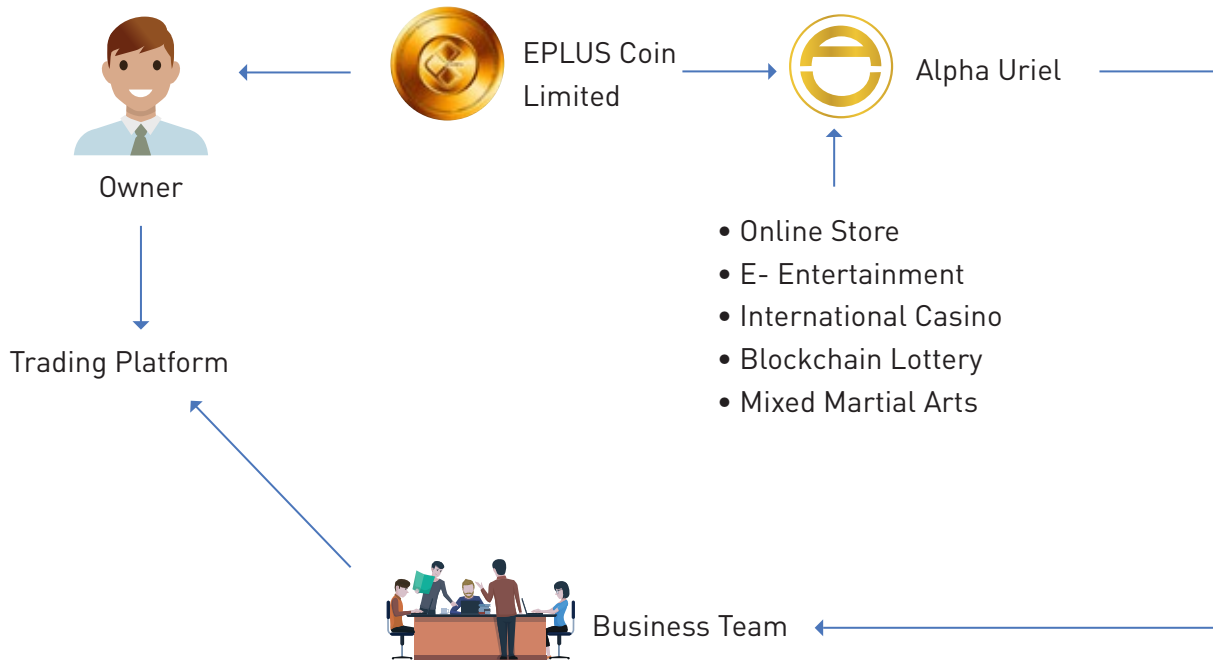 EPLUS Coin
Limited
Alpha Uriel
Owner
• Online Store
• E- Entertainment
• International Casino
• Blockchain Lottery
• Mixed Martial Arts
Trading Platform
Business Team